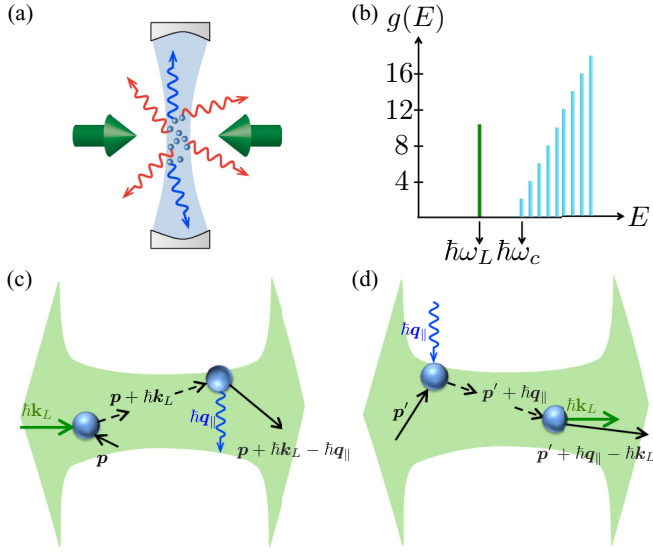 (a)
(b)
g(E)
16
12
8
4
E
ħω_L
ħω_c
(c)
ħk_L
p + ħk_L
p
ħq_∥
p + ħk_L − ħq_∥
(d)
ħq_∥
p′
p′ + ħq_∥
ħk_L
p′ + ħq_∥ − ħk_L